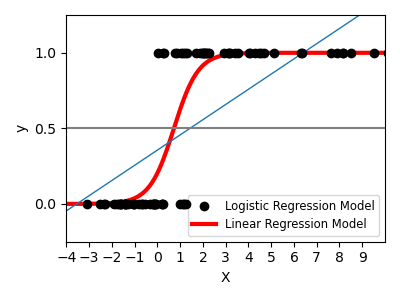 1.0
0.5
0.0
y
Logistic Regression Model
Linear Regression Model
−4 −3 −2 −1 0 1 2 3 4 5 6 7 8 9
X